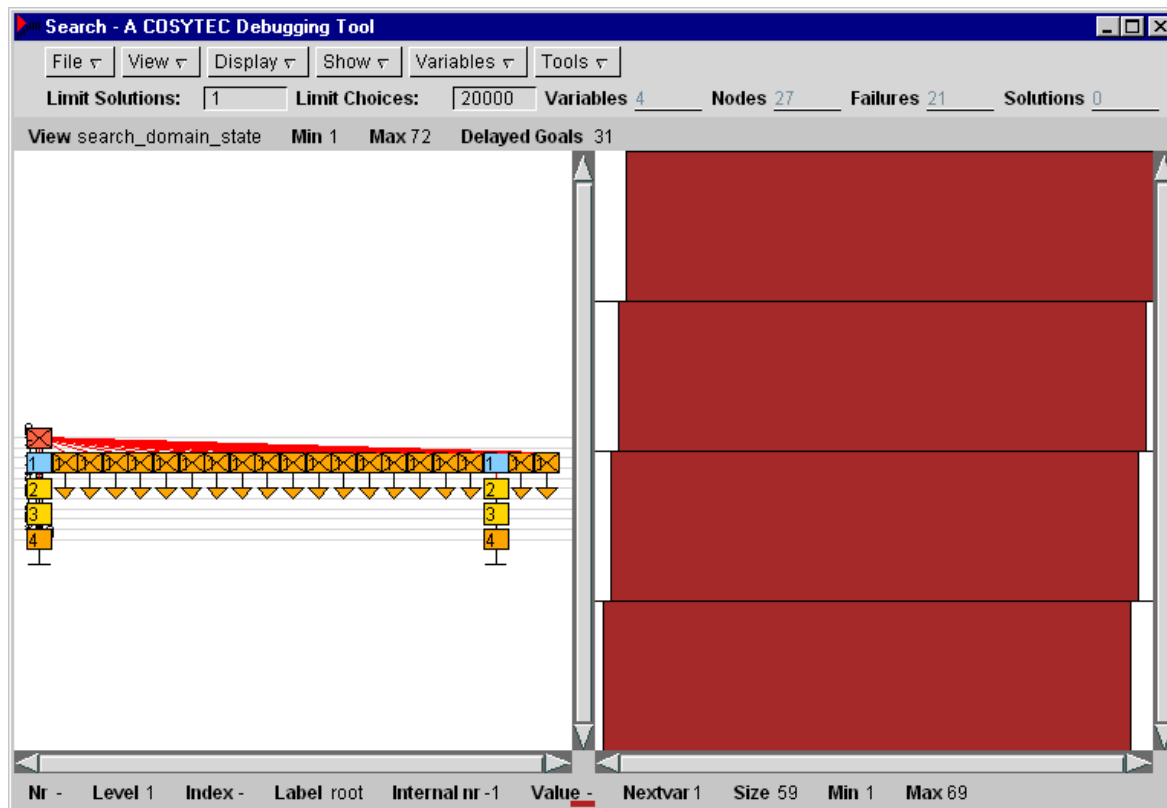 Search - A COSYTEC Debugging Tool
File View Display Show Variables Tools
Limit Solutions: 1 Limit Choices: 20000 Variables 4 Nodes 27 Failures 21 Solutions 0
View search_domain_state Min 1 Max 72 Delayed Goals 31
1 1
2 2
3 3
4 4
Nr - Level 1 Index - Label root Internal nr -1 Value - Nextvar 1 Size 59 Min 1 Max 69